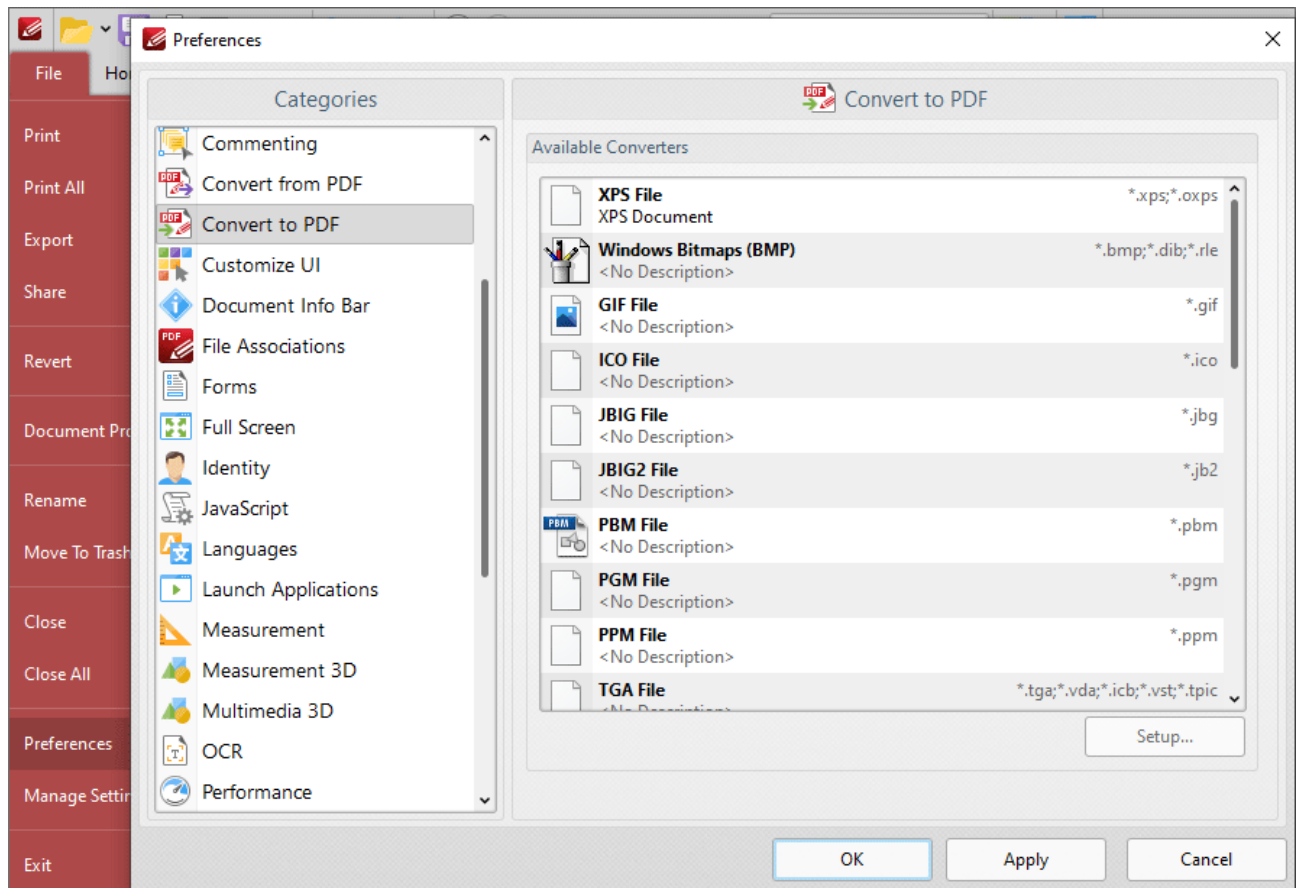 Preferences
File
Ho
Print
Print All
Export
Share
Revert
Document Pro
Rename
Move To Trash
Close
Close All
Preferences
Manage Settin
Exit
Categories
Commenting
Convert from PDF
Convert to PDF
Customize UI
Document Info Bar
File Associations
Forms
Full Screen
Identity
JavaScript
Languages
Launch Applications
Measurement
Measurement 3D
Multimedia 3D
OCR
Performance
Convert to PDF
Available Converters
XPS File *.xps;*.oxps
XPS Document
Windows Bitmaps (BMP) *.bmp;*.dib;*.rle
<No Description>
GIF File *.gif
<No Description>
ICO File *.ico
<No Description>
JBIG File *.jbg
<No Description>
JBIG2 File *.jb2
<No Description>
PBM
PBM File *.pbm
<No Description>
PGM File *.pgm
<No Description>
PPM File *.ppm
<No Description>
TGA File *.tga;*.vda;*.icb;*.vst;*.tpic
<No Description>
Setup...
OK
Apply
Cancel